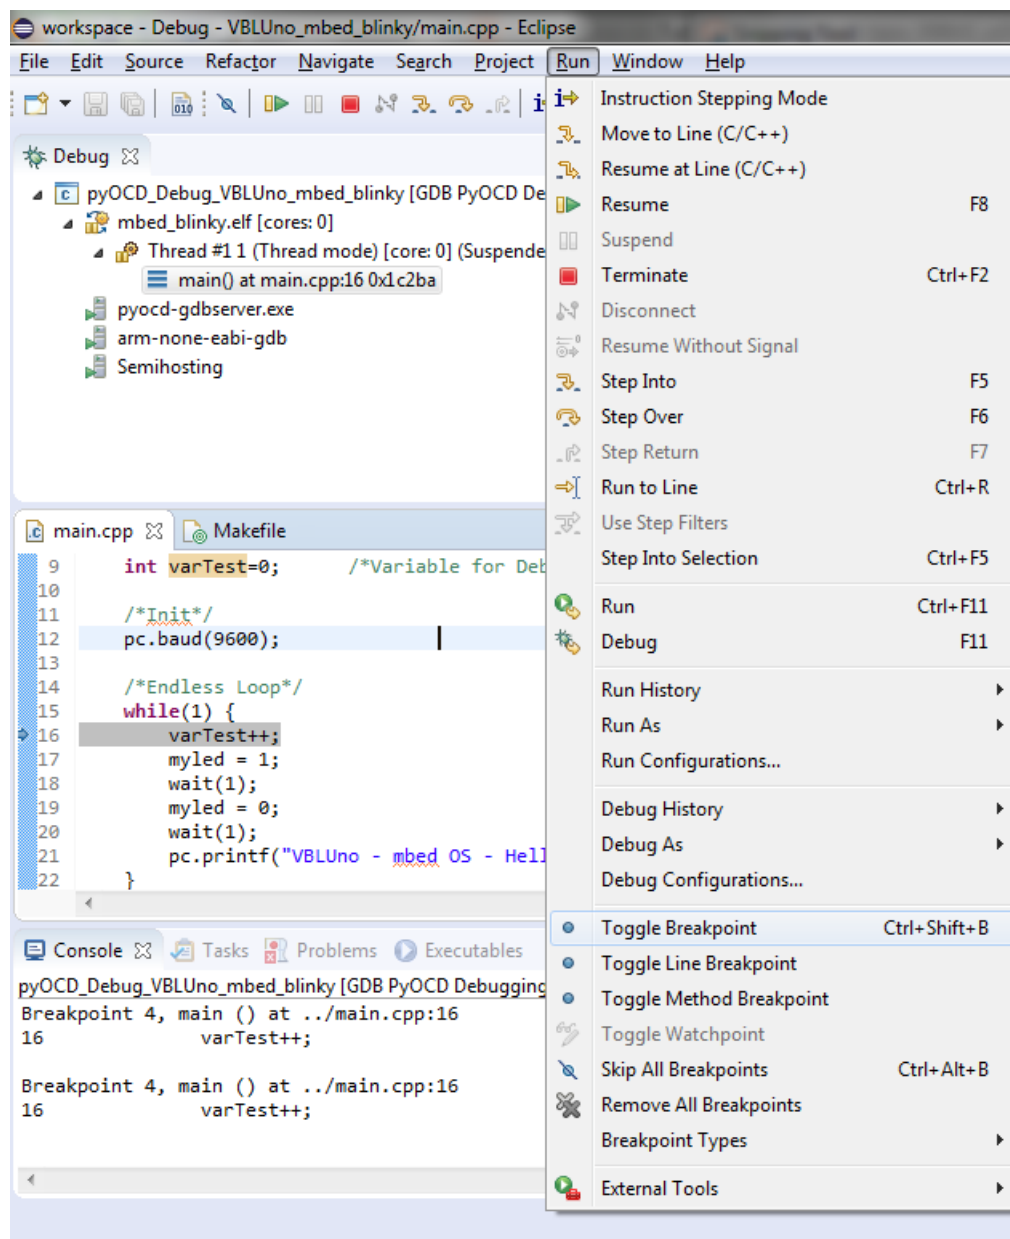 workspace - Debug - VBLUno_mbed_blinky/main.cpp - Eclipse
File Edit Source Refactor Navigate Search Project Run Window Help
Debug
pyOCD_Debug_VBLUno_mbed_blinky [GDB PyOCD De
mbed_blinky.elf [cores: 0]
Thread #1 1 (Thread mode) [core: 0] (Suspende
main() at main.cpp:16 0x1c2ba
pyocd-gdbserver.exe
arm-none-eabi-gdb
Semihosting
main.cpp Makefile
9 int varTest=0; /*Variable for Deb
10
11 /*Init*/
12 pc.baud(9600);
13
14 /*Endless Loop*/
15 while(1) {
16 varTest++;
17 myled = 1;
18 wait(1);
19 myled = 0;
20 wait(1);
21 pc.printf("VBLUno - mbed OS - Hell
22 }
Console Tasks Problems Executables
pyOCD_Debug_VBLUno_mbed_blinky [GDB PyOCD Debugging
Breakpoint 4, main () at ../main.cpp:16
16 varTest++;
Breakpoint 4, main () at ../main.cpp:16
16 varTest++;
Instruction Stepping Mode
Move to Line (C/C++)
Resume at Line (C/C++)
Resume F8
Suspend
Terminate Ctrl+F2
Disconnect
Resume Without Signal
Step Into F5
Step Over F6
Step Return F7
Run to Line Ctrl+R
Use Step Filters
Step Into Selection Ctrl+F5
Run Ctrl+F11
Debug F11
Run History
Run As
Run Configurations...
Debug History
Debug As
Debug Configurations...
Toggle Breakpoint Ctrl+Shift+B
Toggle Line Breakpoint
Toggle Method Breakpoint
Toggle Watchpoint
Skip All Breakpoints Ctrl+Alt+B
Remove All Breakpoints
Breakpoint Types
External Tools